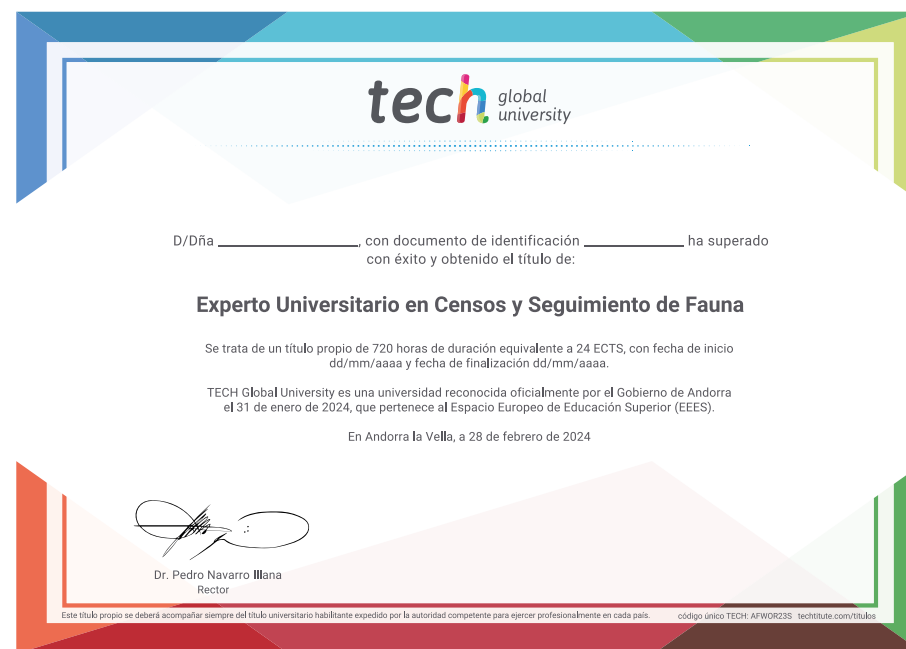 tech global university
D/Dña ____________________, con documento de identificación ______________ ha superado
con éxito y obtenido el título de:
Experto Universitario en Censos y Seguimiento de Fauna
Se trata de un título propio de 720 horas de duración equivalente a 24 ECTS, con fecha de inicio
dd/mm/aaaa y fecha de finalización dd/mm/aaaa.
TECH Global University es una universidad reconocida oficialmente por el Gobierno de Andorra
el 31 de enero de 2024, que pertenece al Espacio Europeo de Educación Superior (EEES).
En Andorra la Vella, a 28 de febrero de 2024
Dr. Pedro Navarro Illana
Rector
Este título propio se deberá acompañar siempre del título universitario habilitante expedido por la autoridad competente para ejercer profesionalmente en cada país. código único TECH: AFWOR23S techtitute.com/titulos